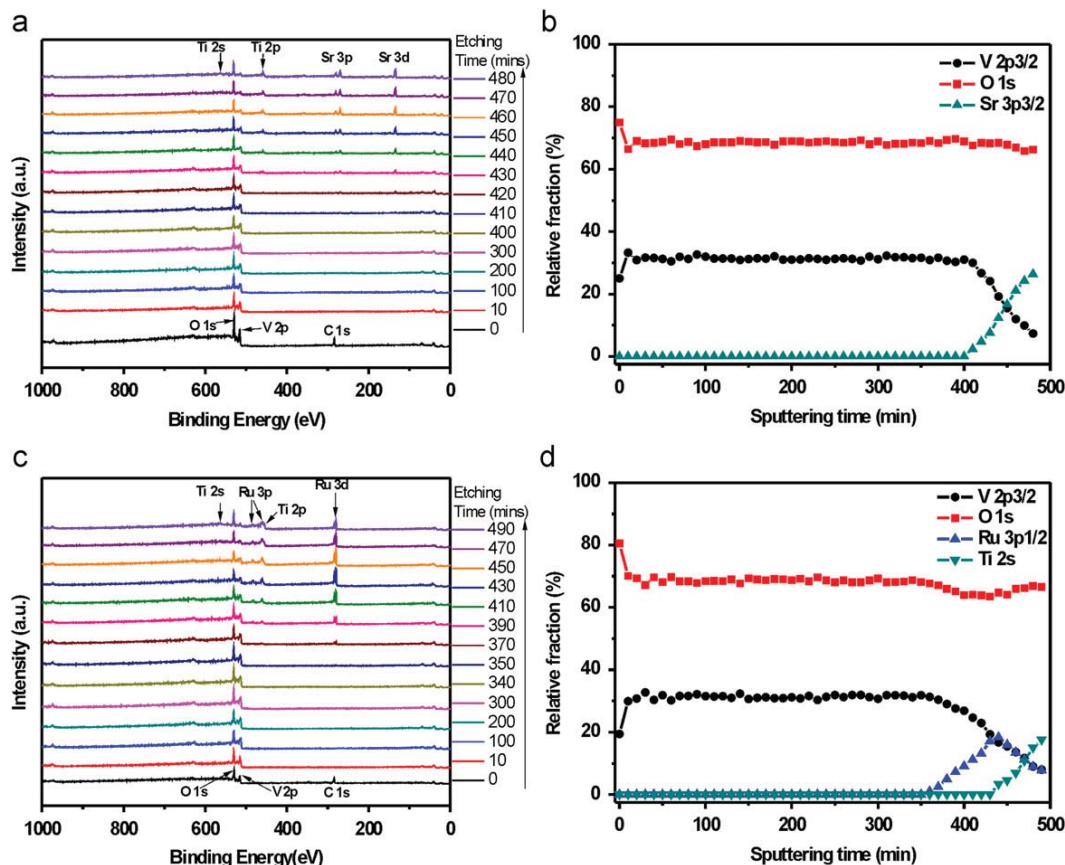 a
Ti 2s Ti 2p Sr 3p Sr 3d
Etching
Time (mins)
480
470
460
450
440
430
420
410
400
300
200
100
10
0
O 1s V 2p C 1s
Intensity (a.u.)
1000 800 600 400 200 0
Binding Energy (eV)
b
V 2p3/2
O 1s
Sr 3p3/2
100
80
60
40
20
0
Relative fraction (%)
0 100 200 300 400 500
Sputtering time (min)
c
Ti 2s Ru 3p Ti 2p Ru 3d
Etching
Time (mins)
490
470
450
430
410
390
370
350
340
300
200
100
10
0
O 1s V 2p C 1s
Intensity (a.u.)
1000 800 600 400 200 0
Binding Energy(eV)
d
V 2p3/2
O 1s
Ru 3p1/2
Ti 2s
100
80
60
40
20
0
Relative fraction (%)
0 100 200 300 400 500
Sputtering time (min)